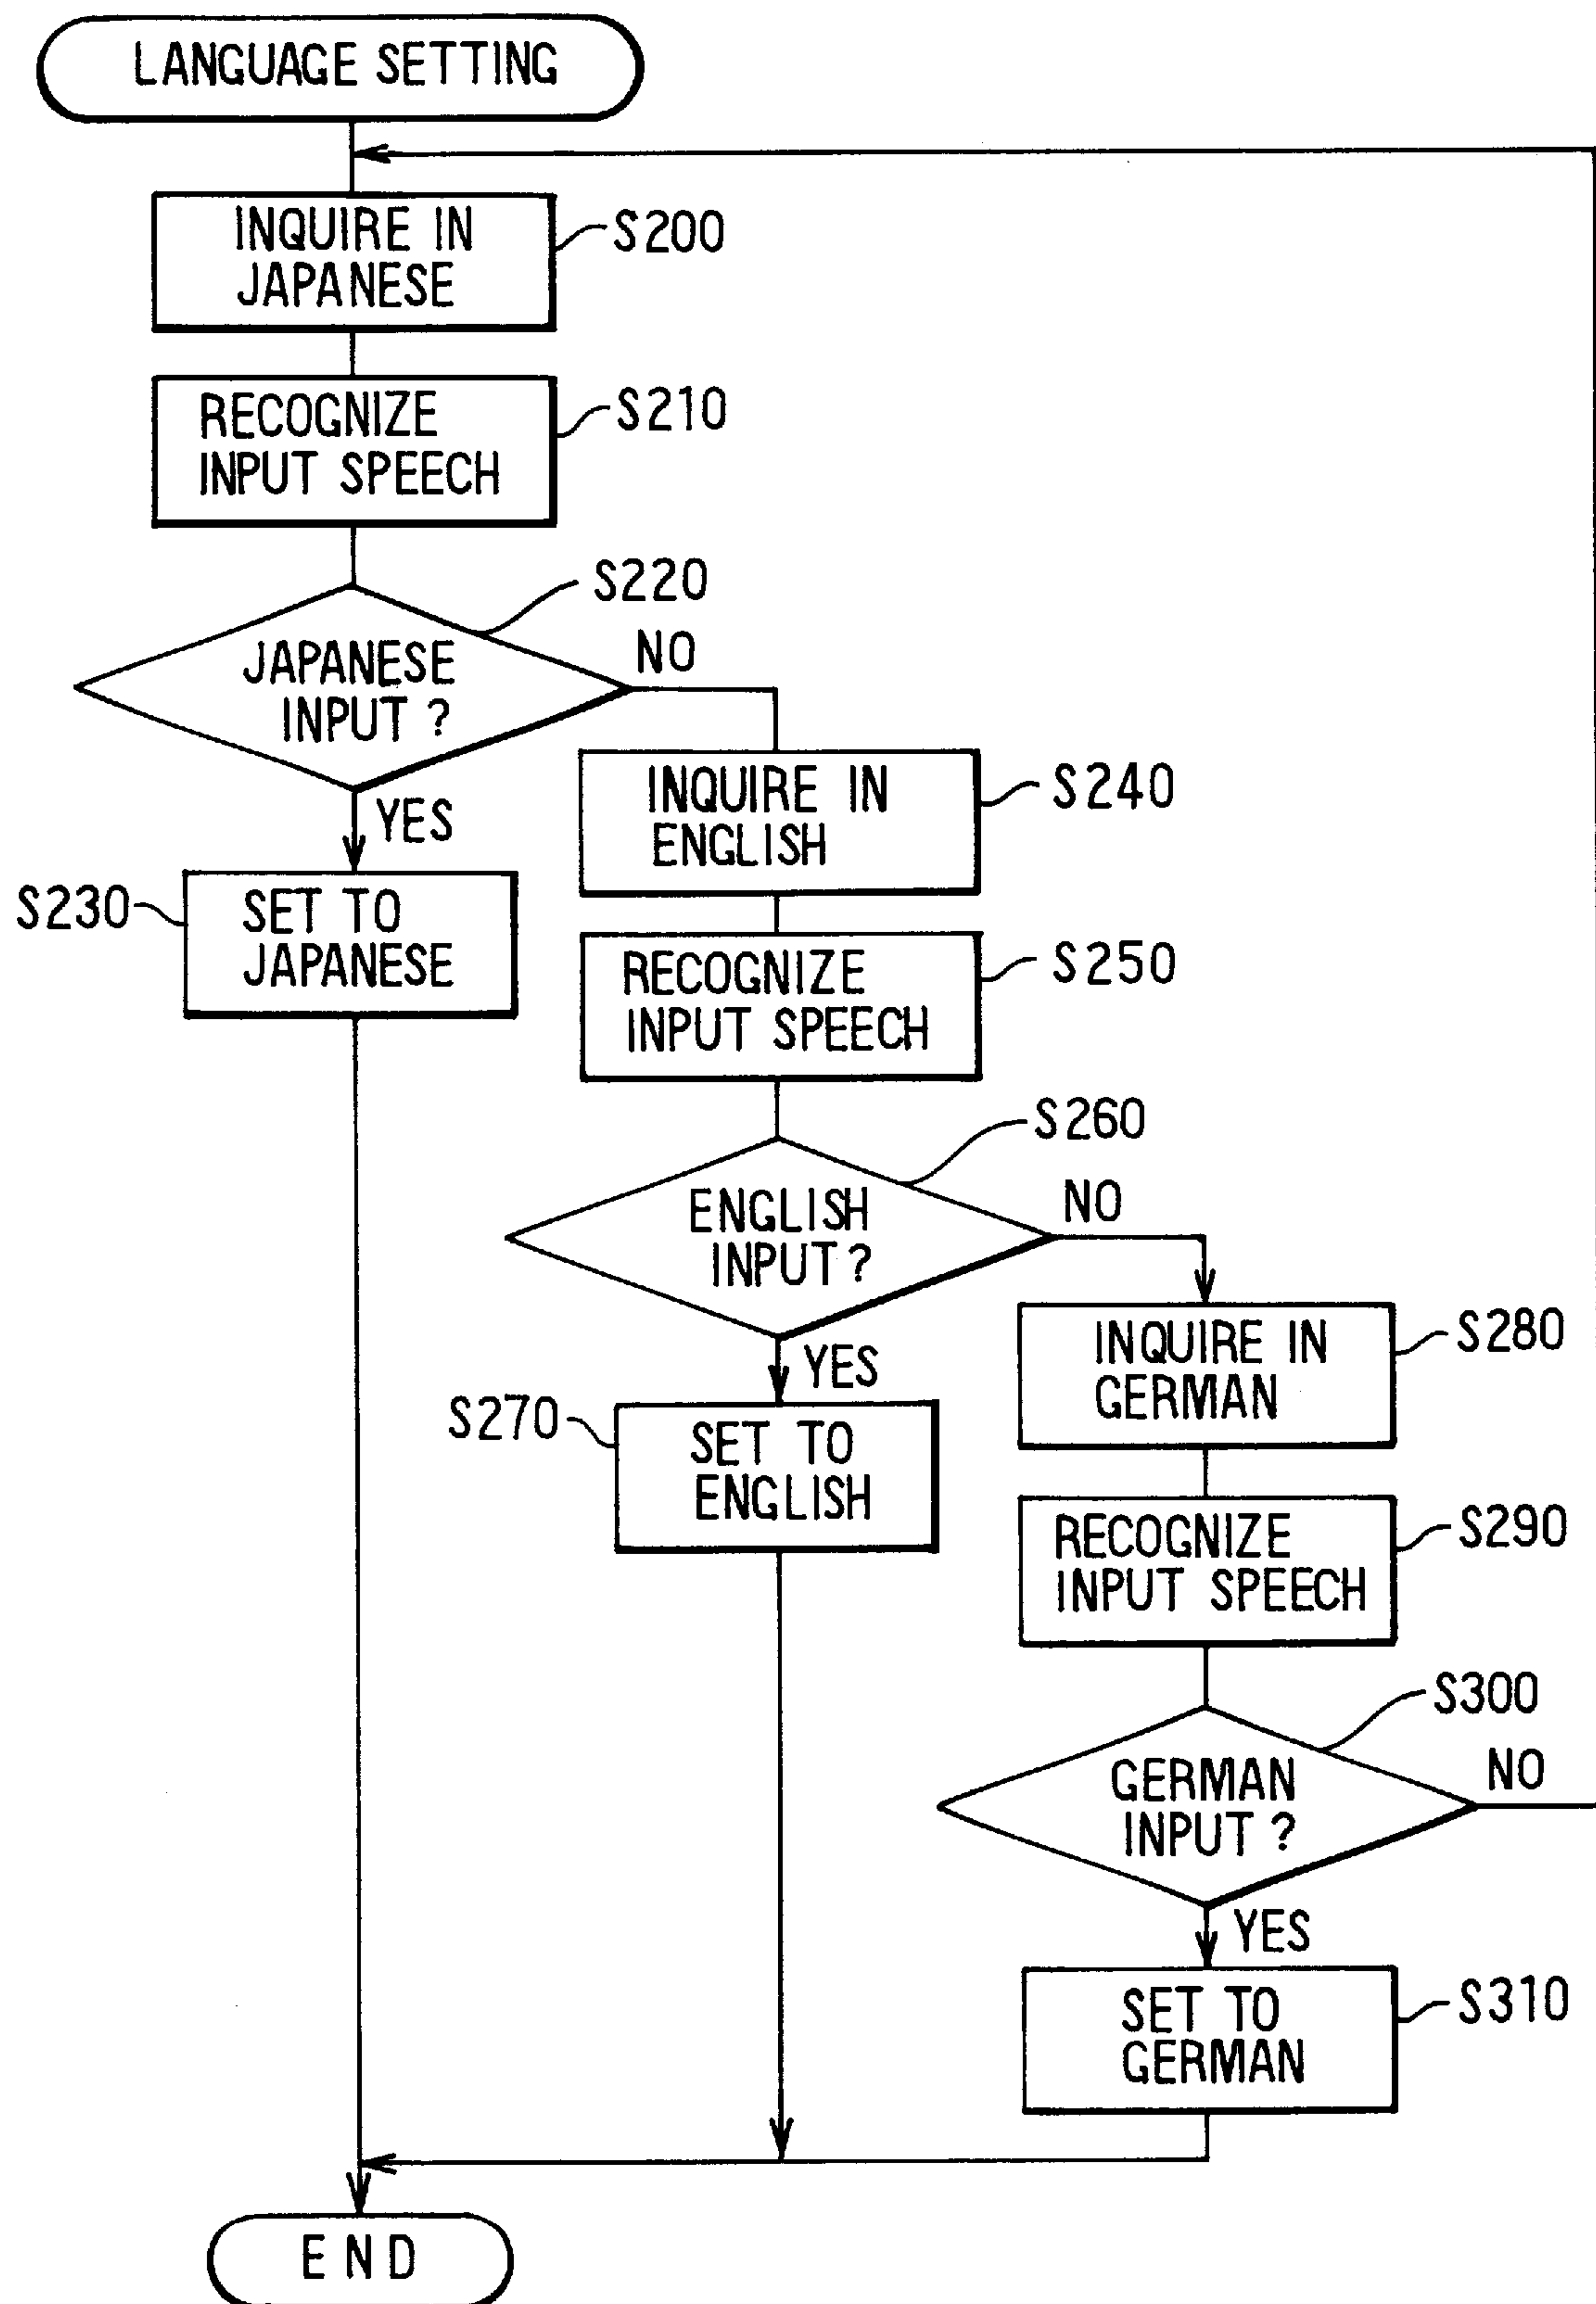 LANGUAGE SETTING
INQUIRE IN
JAPANESE
S200
RECOGNIZE
INPUT SPEECH
S210
S220
JAPANESE
INPUT ?
NO
YES
S230
SET TO
JAPANESE
INQUIRE IN
ENGLISH
S240
RECOGNIZE
INPUT SPEECH
S250
S260
ENGLISH
INPUT ?
NO
YES
S270
SET TO
ENGLISH
INQUIRE IN
GERMAN
S280
RECOGNIZE
INPUT SPEECH
S290
S300
GERMAN
INPUT ?
NO
YES
SET TO
GERMAN
S310
END